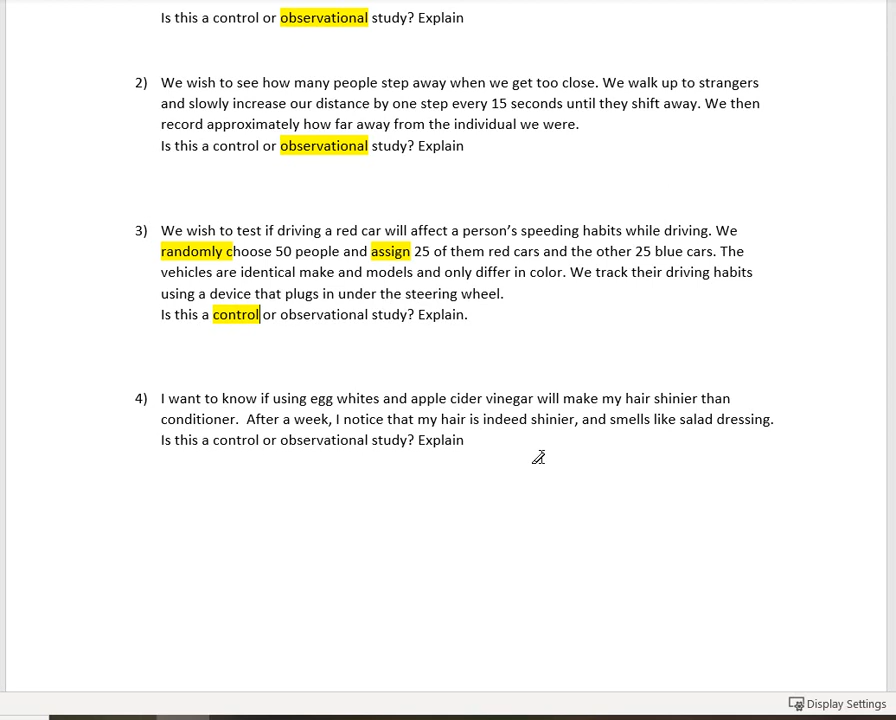 Is this a control or observational study? Explain
2) We wish to see how many people step away when we get too close. We walk up to strangers
and slowly increase our distance by one step every 15 seconds until they shift away. We then
record approximately how far away from the individual we were.
Is this a control or observational study? Explain
3) We wish to test if driving a red car will affect a person's speeding habits while driving. We
randomly choose 50 people and assign 25 of them red cars and the other 25 blue cars. The
vehicles are identical make and models and only differ in color. We track their driving habits
using a device that plugs in under the steering wheel.
Is this a control or observational study? Explain.
4) I want to know if using egg whites and apple cider vinegar will make my hair shinier than
conditioner.  After a week, I notice that my hair is indeed shinier, and smells like salad dressing.
Is this a control or observational study? Explain
Display Settings